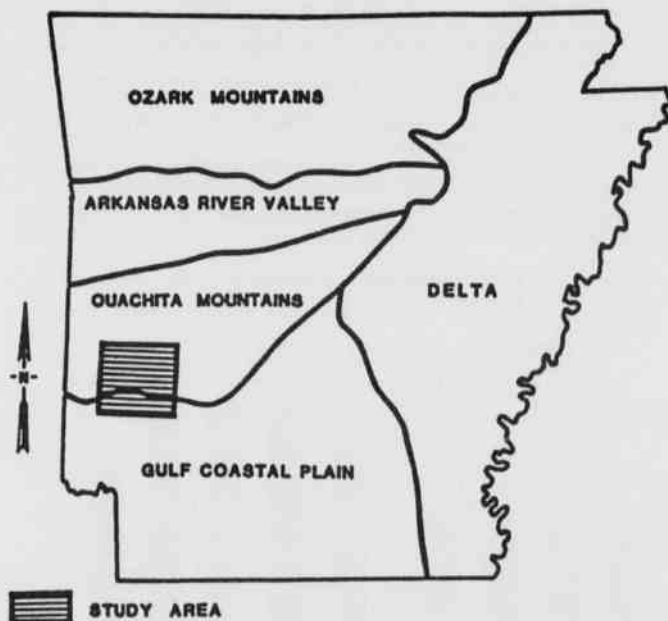 OZARK MOUNTAINS
ARKANSAS RIVER VALLEY
OUACHITA MOUNTAINS
DELTA
-N-
GULF COASTAL PLAIN
STUDY AREA